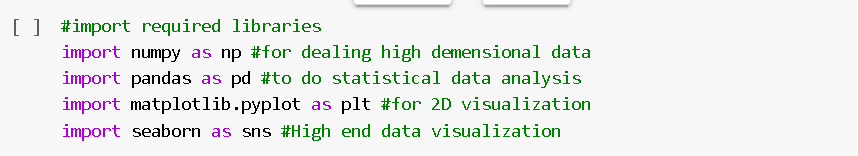 [ ] #import required libraries
import numpy as np #for dealing high demensional data
import pandas as pd #to do statistical data analysis
import matplotlib.pyplot as plt #for 2D visualization
import seaborn as sns #High end data visualization